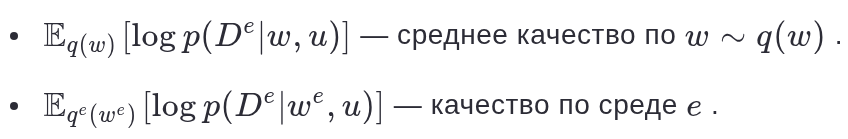 • 𝔼_{q(w)} [log p(D^e|w, u)] — среднее качество по w ∼ q(w) .
• 𝔼_{q^e(w^e)} [log p(D^e|w^e, u)] — качество по среде e .